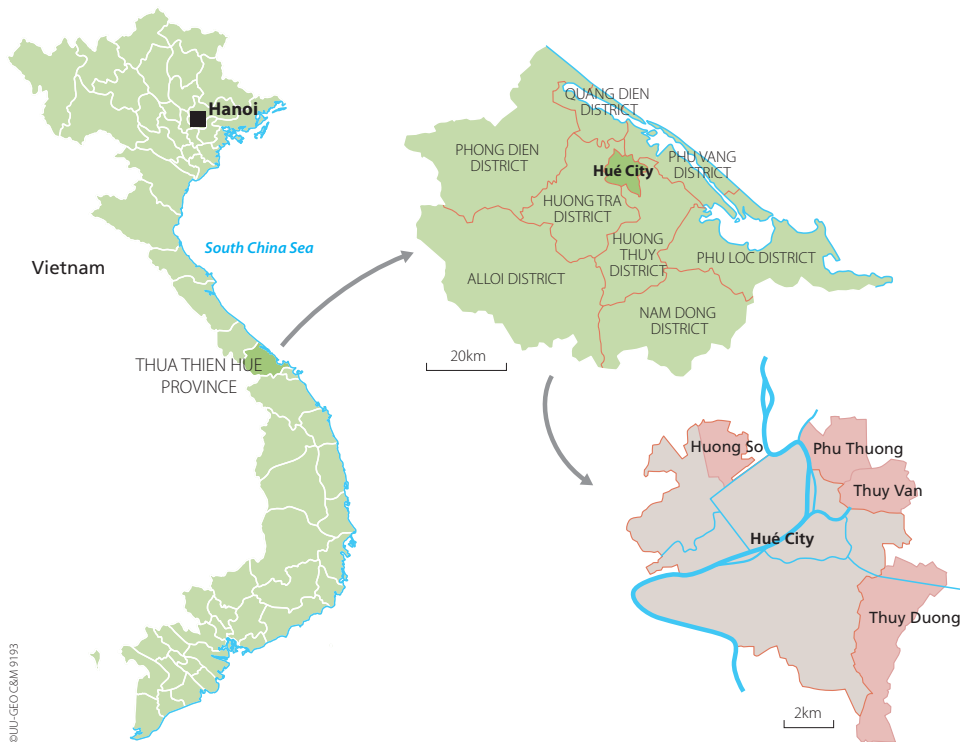 Hanoi
South China Sea
Vietnam
THUA THIEN HUE
PROVINCE
QUANG DIEN
DISTRICT
PHONG DIEN
DISTRICT
PHU VANG
DISTRICT
Hué City
HUONG TRA
DISTRICT
HUONG
THUY
DISTRICT
PHU LOC DISTRICT
ALLOI DISTRICT
NAM DONG
DISTRICT
20km
Huong So
Phu Thuong
Thuy Van
Hué City
Thuy Duong
2km
©UU-GEO C&M 9193